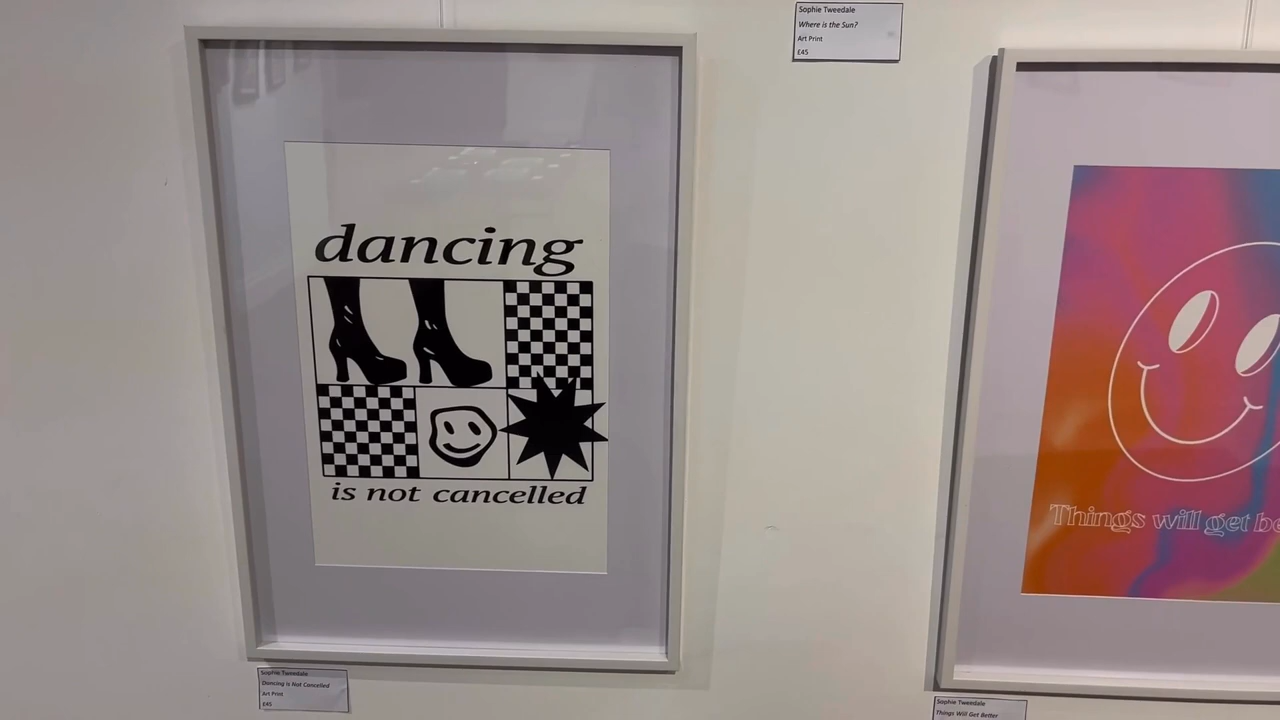 Sophie Tweedale
Where is the Sun?
Art Print
£45
dancing
is not cancelled
Things will get be
Sophie Tweedale
Dancing is Not Cancelled
Art Print
£45
Sophie Tweedale
Things Will Get Better